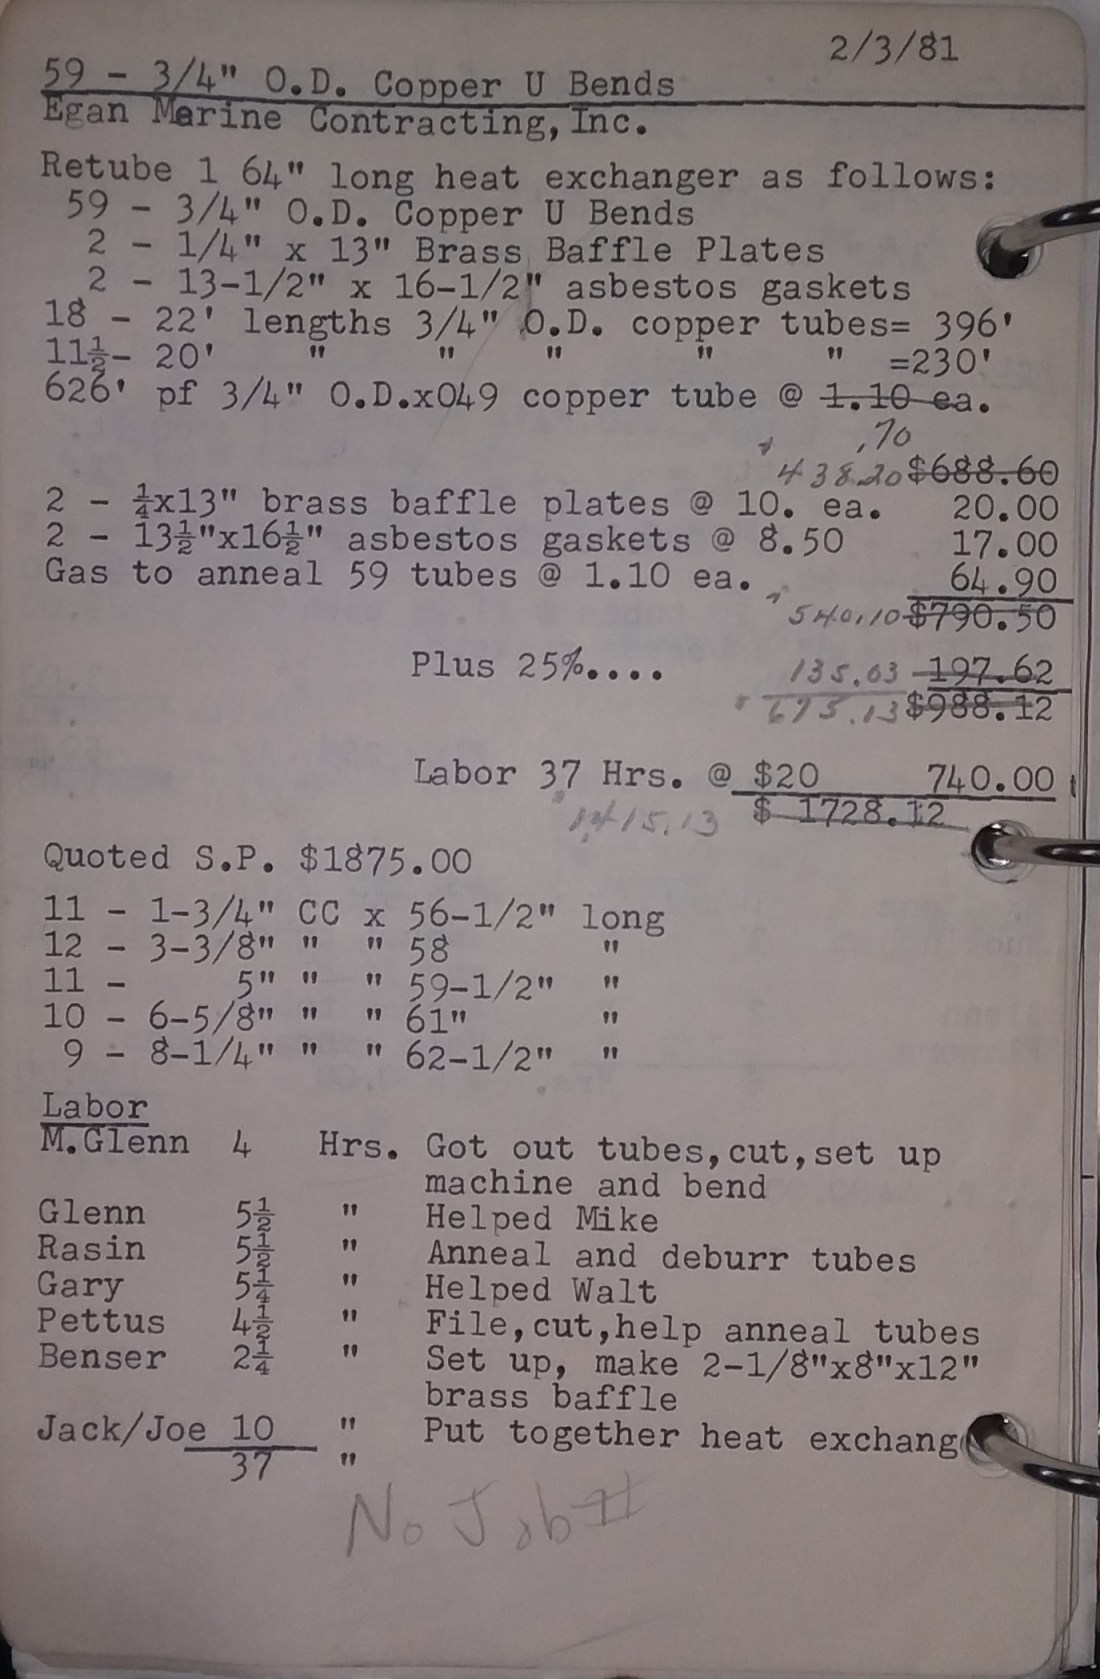 2/3/81
59 - 3/4" O.D. Copper U Bends
Egan Marine Contracting, Inc.
Retube 1 64" long heat exchanger as follows:
59 - 3/4" O.D. Copper U Bends
2 - 1/4" x 13" Brass Baffle Plates
2 - 13-1/2" x 16-1/2" asbestos gaskets
18 - 22' lengths 3/4" O.D. copper tubes= 396'
11½- 20' " " " " " =230'
626' pf 3/4" O.D.x049 copper tube @ 1.10 ea.
.70
438.20 $688.60
2 - ¼x13" brass baffle plates @ 10. ea. 20.00
2 - 13½"x16½" asbestos gaskets @ 8.50 17.00
Gas to anneal 59 tubes @ 1.10 ea. 64.90
540.10 $790.50
Plus 25%.... 135.03 197.62
675.13 $988.12
Labor 37 Hrs. @ $20 740.00
1415.13 $ 1728.12
Quoted S.P. $1875.00
11 - 1-3/4" CC x 56-1/2" long
12 - 3-3/8" " " 58 "
11 - 5" " " 59-1/2" "
10 - 6-5/8" " " 61" "
9 - 8-1/4" " " 62-1/2" "
Labor
M.Glenn 4 Hrs. Got out tubes,cut,set up
machine and bend
Glenn 5½ " Helped Mike
Rasin 5½ " Anneal and deburr tubes
Gary 5¼ " Helped Walt
Pettus 4½ " File,cut,help anneal tubes
Benser 2¼ " Set up, make 2-1/8"x8"x12"
brass baffle
Jack/Joe 10 " Put together heat exchang
37 "
No Job#